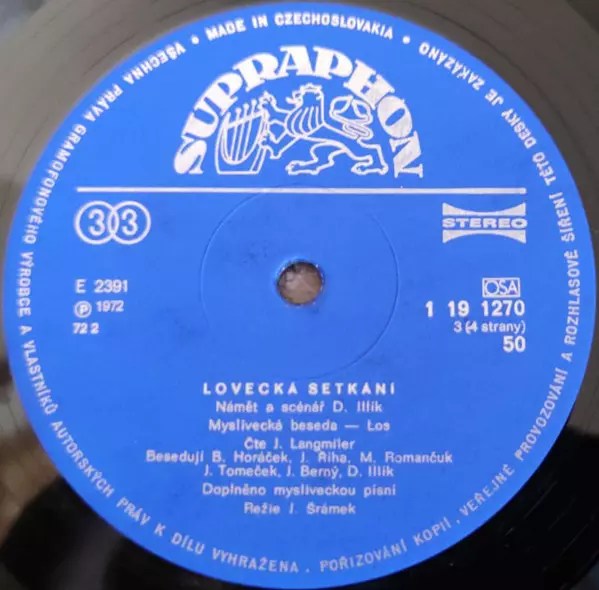 VŠECHNA PRÁVA GRAMOFONOVÉHO VÝROBCE A VLASTNÍKŮ AUTORSKÝCH PRÁV K DÍLU VYHRAŽENA. POŘIZOVÁNÍ KOPIÍ, VEŘEJNÉ PROVOZOVÁNÍ A ROZHLASOVÉ ŠÍŘENÍ TÉTO DESKY JE ZAKÁZÁNO • MADE IN CZECHOSLOVAKIA •
SUPRAPHON
33
STEREO
E 2391
Ⓟ 1972
72 2
OSA
1 19 1270
3 (4 strany)
50
LOVECKÁ SETKÁNÍ
Námět a scénář D. Illík
Myslivecká beseda — Los
Čte J. Langmiler
Besedují B. Horáček, J. Říha, M. Romančuk
J. Tomeček, J. Berný, D. Illík
Doplněno mysliveckou písní
Režie J. Šrámek